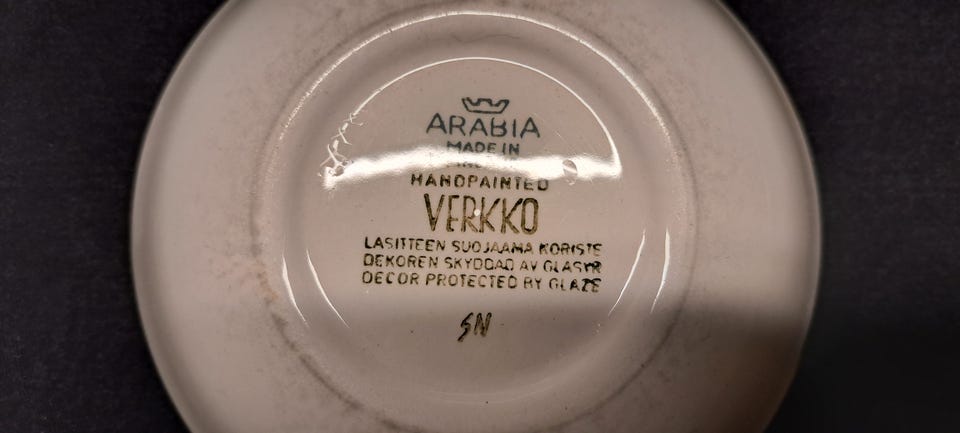 ARABIA
MADE IN
HANDPAINTED
VERKKO
LASITTEEN SUOJAAMA KORISTE
DEKOREN SKYDDAD AV GLASYR
DECOR PROTECTED BY GLAZE
SN